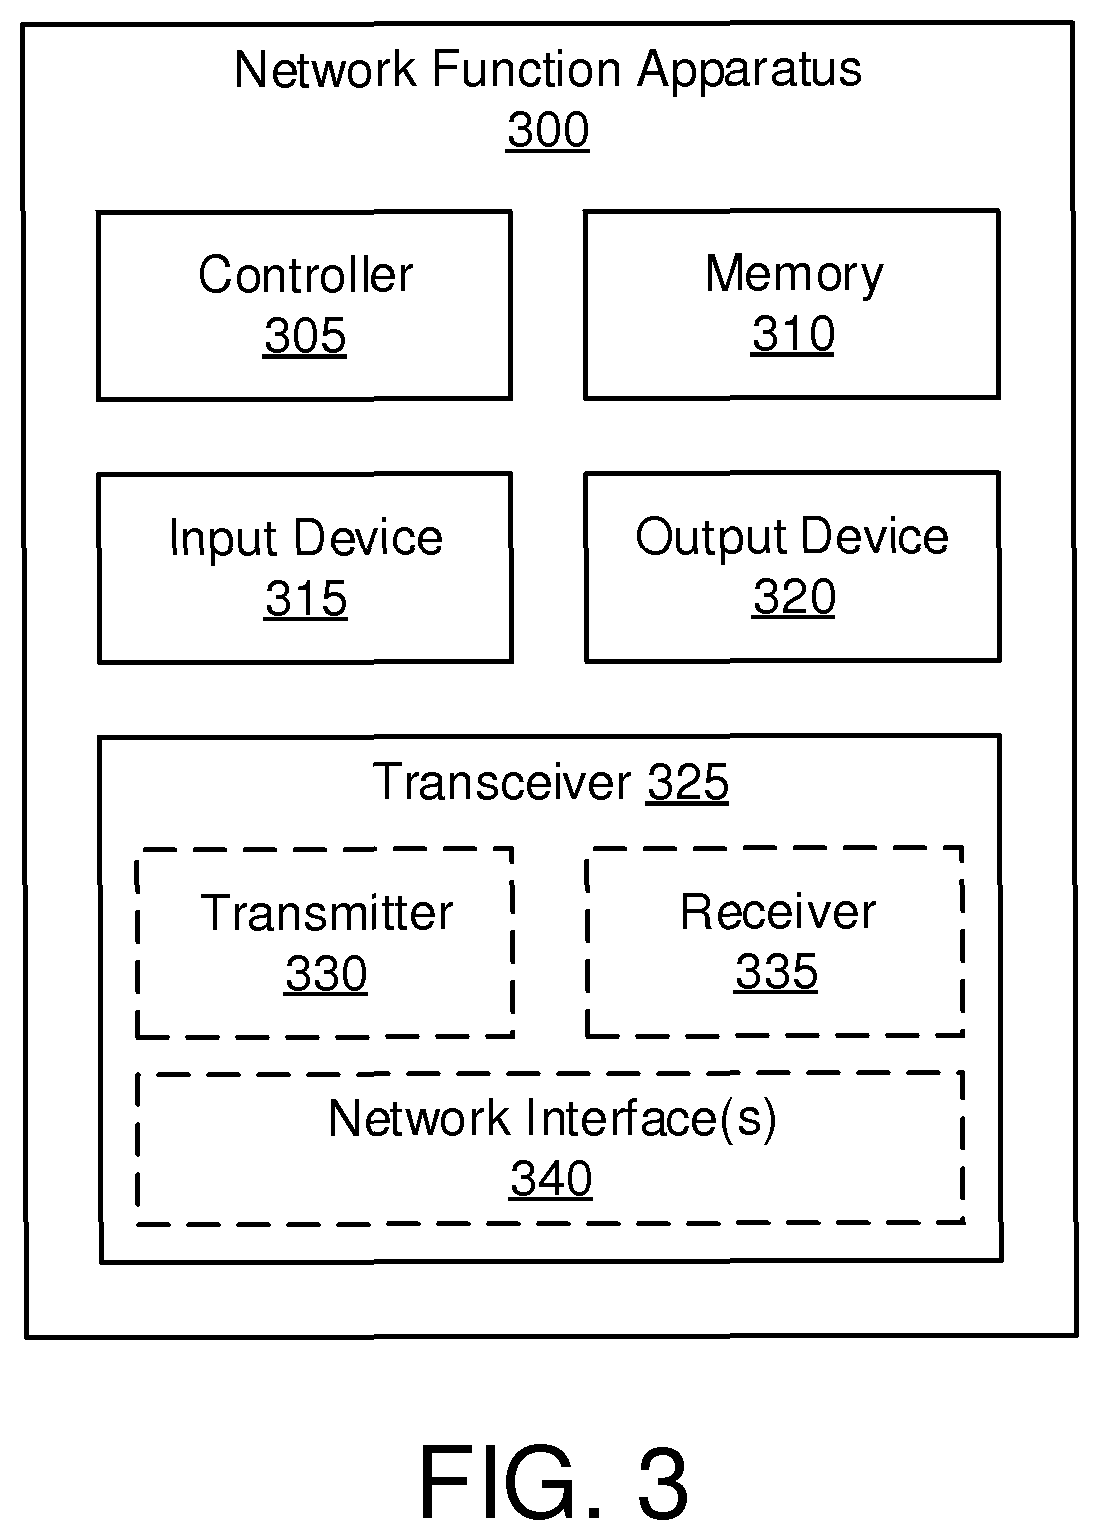 Network Function Apparatus
300
Controller
305
Memory
310
Input Device
315
Output Device
320
Transceiver 325
Transmitter
330
Receiver
335
Network Interface(s)
340
FIG. 3